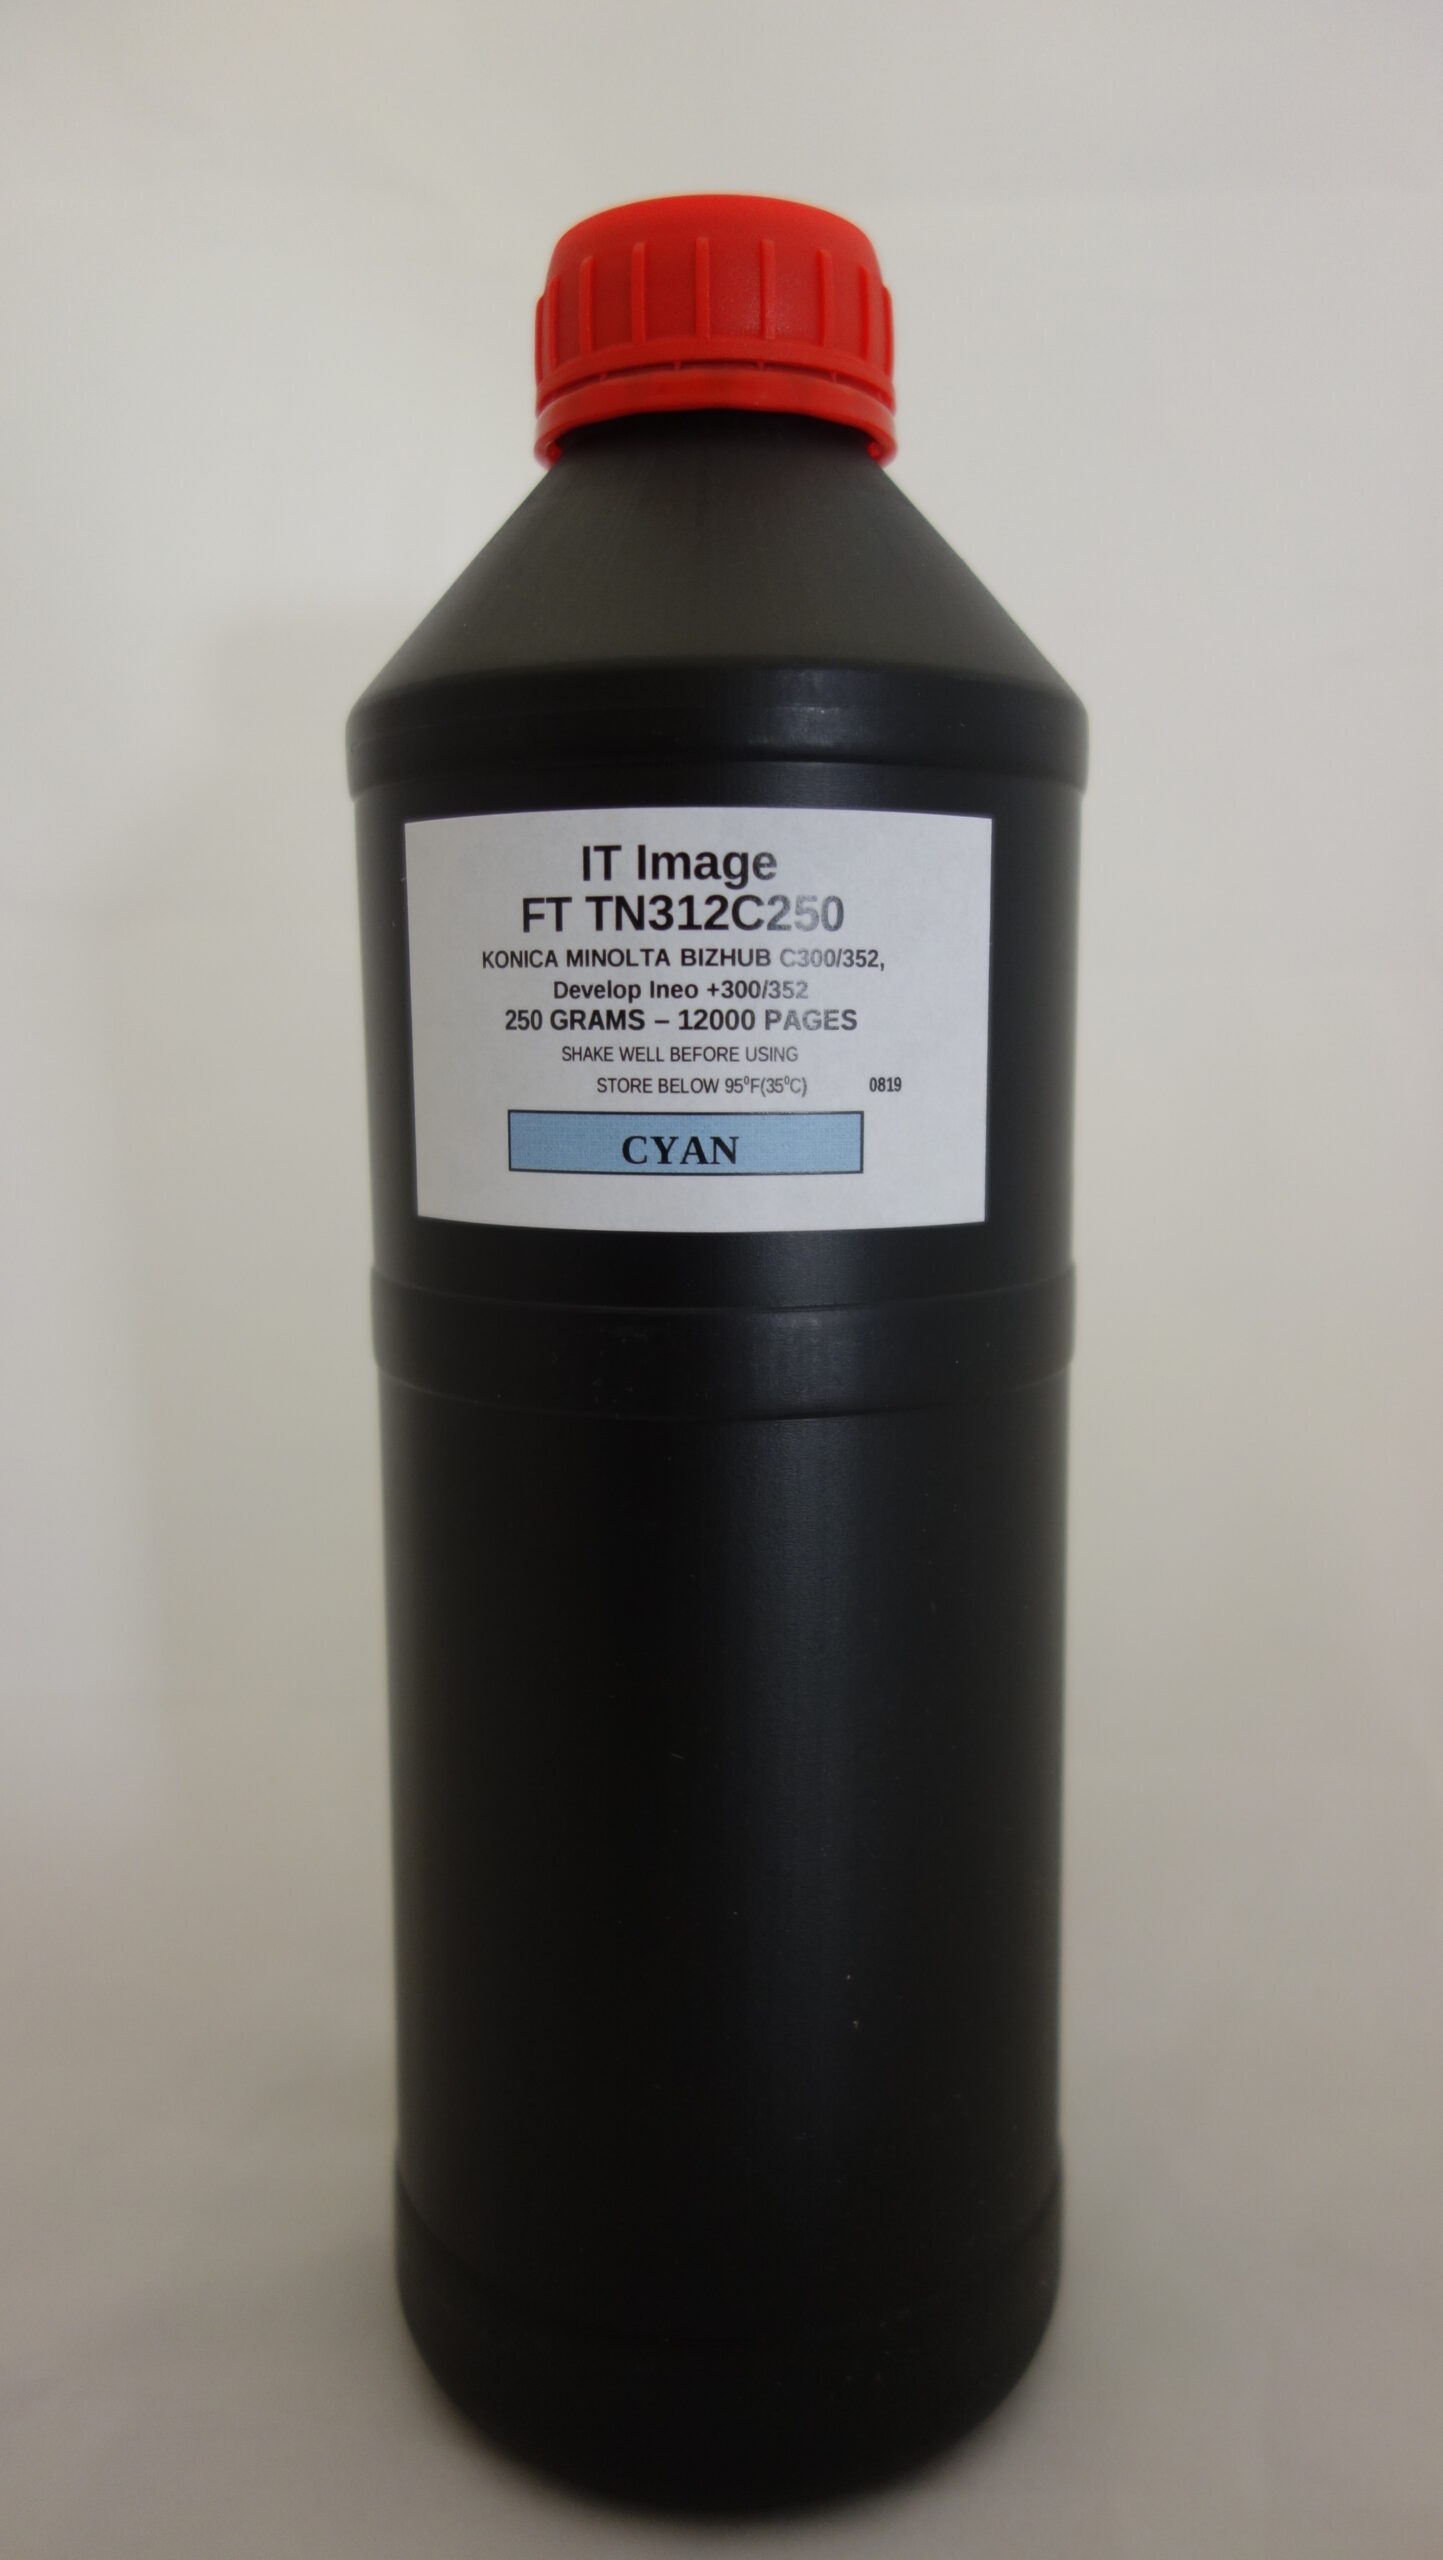 IT Image
FT TN312C250
KONICA MINOLTA BIZHUB C300/352,
Develop Ineo +300/352
250 GRAMS – 12000 PAGES
SHAKE WELL BEFORE USING
STORE BELOW 95⁰F(35⁰C) 0819
CYAN